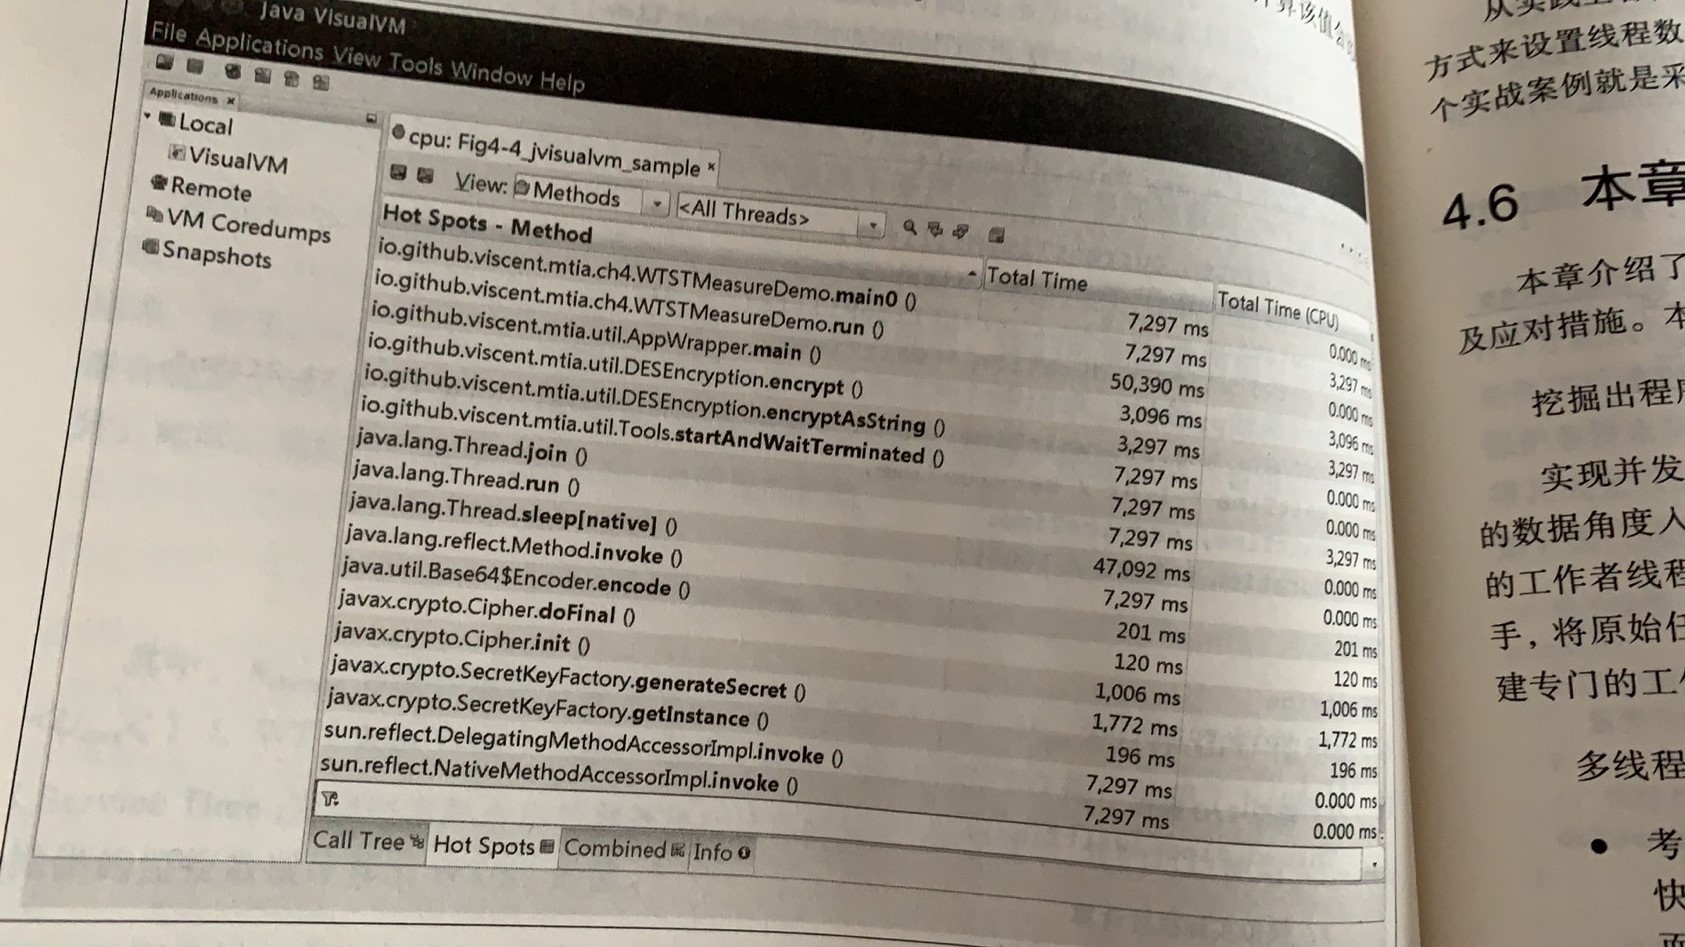 计算该值会
Java VisualVM
File Applications View Tools Window Help
Applications ×
Local
VisualVM
Remote
VM Coredumps
Snapshots
cpu: Fig4-4_jvisualvm_sample ×
View: Methods <All Threads>
Hot Spots - Method Total Time Total Time (CPU)
io.github.viscent.mtia.ch4.WTSTMeasureDemo.main0 () 7,297 ms 0.000 ms
io.github.viscent.mtia.ch4.WTSTMeasureDemo.run () 7,297 ms 3,297 ms
io.github.viscent.mtia.util.AppWrapper.main () 50,390 ms 0.000 ms
io.github.viscent.mtia.util.DESEncryption.encrypt () 3,096 ms 3,096 ms
io.github.viscent.mtia.util.DESEncryption.encryptAsString () 3,297 ms 3,297 ms
io.github.viscent.mtia.util.Tools.startAndWaitTerminated () 7,297 ms 0.000 ms
java.lang.Thread.join () 7,297 ms 0.000 ms
java.lang.Thread.run () 7,297 ms 3,297 ms
java.lang.Thread.sleep[native] () 47,092 ms 0.000 ms
java.lang.reflect.Method.invoke () 7,297 ms 0.000 ms
java.util.Base64$Encoder.encode () 201 ms 201 ms
javax.crypto.Cipher.doFinal () 120 ms 120 ms
javax.crypto.Cipher.init () 1,006 ms 1,006 ms
javax.crypto.SecretKeyFactory.generateSecret () 1,772 ms 1,772 ms
javax.crypto.SecretKeyFactory.getInstance () 196 ms 196 ms
sun.reflect.DelegatingMethodAccessorImpl.invoke () 7,297 ms 0.000 ms
sun.reflect.NativeMethodAccessorImpl.invoke () 7,297 ms 0.000 ms
Call Tree Hot Spots Combined Info
从实践上
方式来设置线程数
个实战案例就是采
4.6 本章
本章介绍了
及应对措施。本
挖掘出程序
实现并发
的数据角度入
的工作者线程
手，将原始任
建专门的工作
多线程
• 考
快